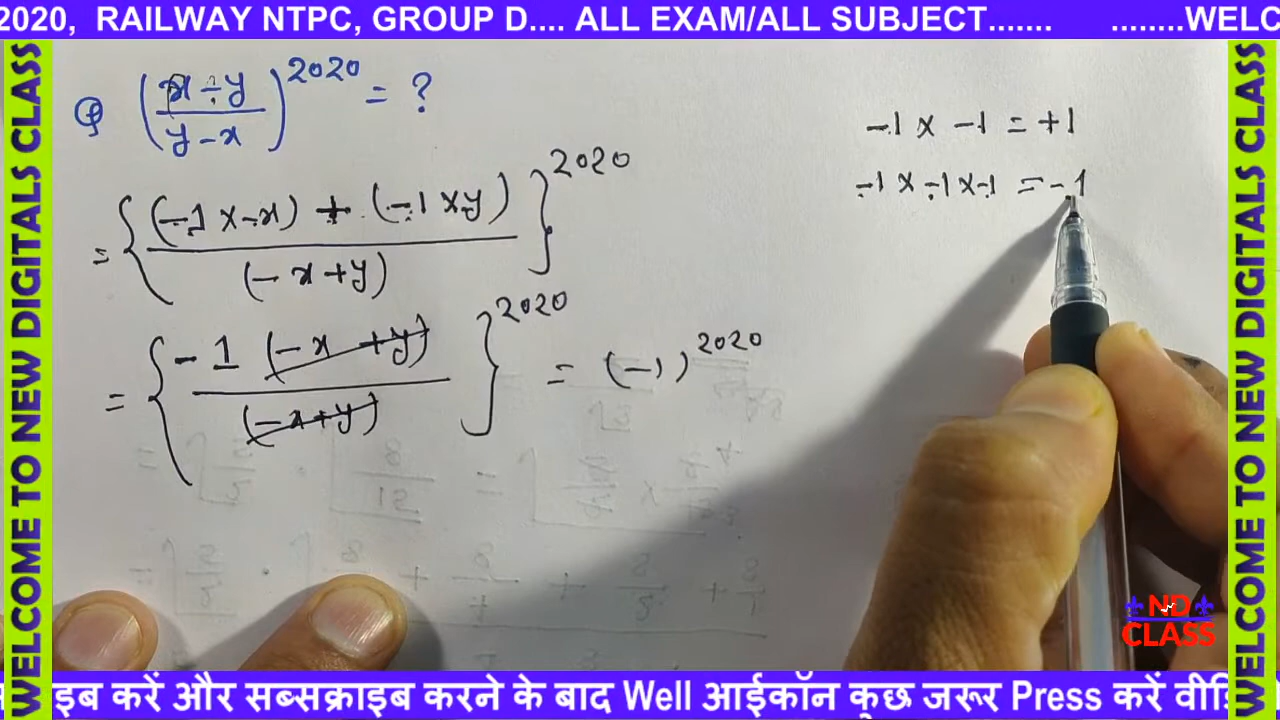 2020, RAILWAY NTPC, GROUP D.... ALL EXAM/ALL SUBJECT....... ........WELC
WELCOME TO NEW DIGITALS CLASS
Q (x÷y / y-x)^2020 = ?
= {(-1 x -x) + (-1 x y) / (-x+y)}^2020
= {-1 (-x+y) / (-x+y)}^2020 = (-1)^2020
-1 x -1 = +1
-1 x -1 x -1 = -1
ND
CLASS
WELCOME TO NEW DIGITALS CLASS
करें और सब्सक्राइब करने के बाद Well आईकॉन कुछ जरूर Press करें